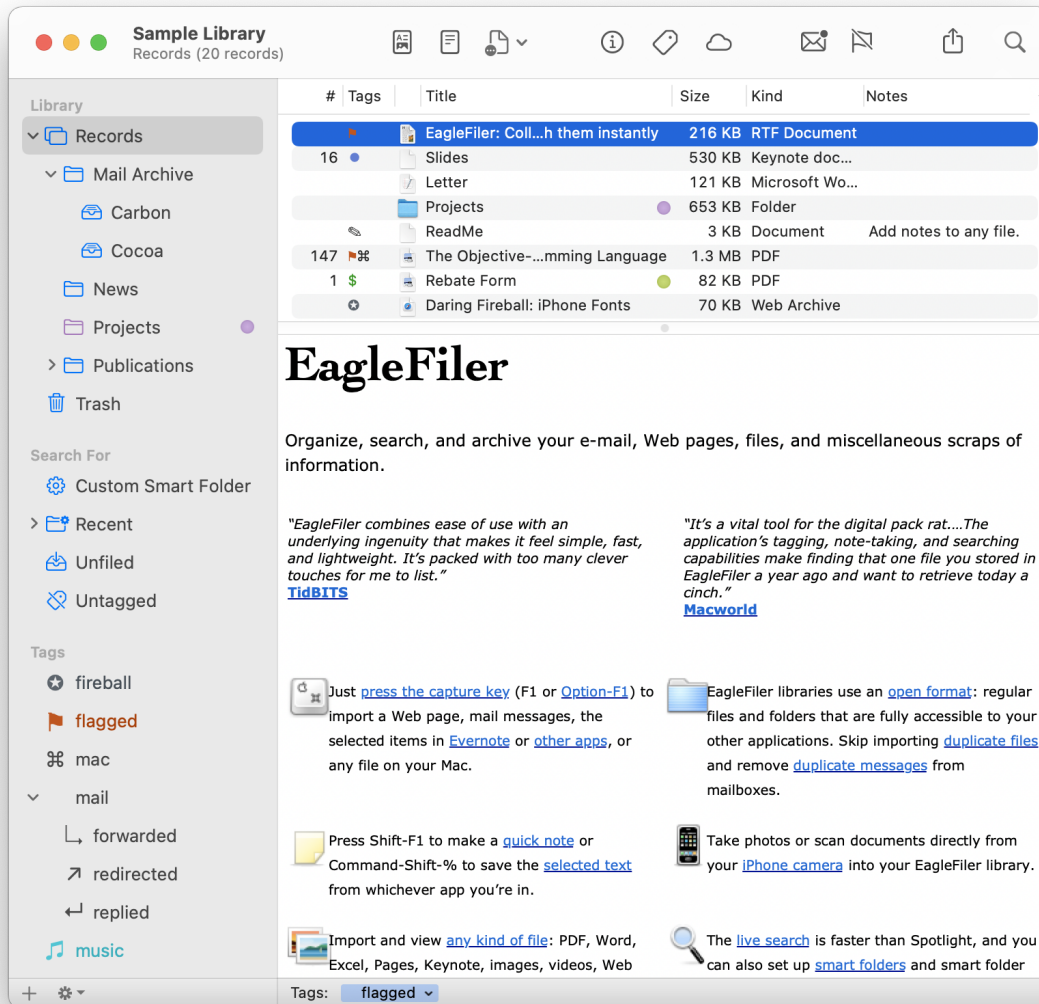 Sample Library
Records (20 records)
Library
Records
Mail Archive
Carbon
Cocoa
News
Projects
Publications
Trash
Search For
Custom Smart Folder
Recent
Unfiled
Untagged
Tags
fireball
flagged
mac
mail
forwarded
redirected
replied
music
# Tags Title Size Kind Notes
EagleFiler: Coll...h them instantly 216 KB RTF Document
16 Slides 530 KB Keynote doc...
Letter 121 KB Microsoft Wo...
Projects 653 KB Folder
ReadMe 3 KB Document Add notes to any file.
147 ⌘ The Objective-...mming Language 1.3 MB PDF
1 $ Rebate Form 82 KB PDF
Daring Fireball: iPhone Fonts 70 KB Web Archive
EagleFiler
Organize, search, and archive your e-mail, Web pages, files, and miscellaneous scraps of
information.
“EagleFiler combines ease of use with an
underlying ingenuity that makes it feel simple, fast,
and lightweight. It’s packed with too many clever
touches for me to list.”
TidBITS
“It’s a vital tool for the digital pack rat....The
application’s tagging, note-taking, and searching
capabilities make finding that one file you stored in
EagleFiler a year ago and want to retrieve today a
cinch.”
Macworld
Just press the capture key (F1 or Option-F1) to
import a Web page, mail messages, the
selected items in Evernote or other apps, or
any file on your Mac.
EagleFiler libraries use an open format: regular
files and folders that are fully accessible to your
other applications. Skip importing duplicate files
and remove duplicate messages from
mailboxes.
Press Shift-F1 to make a quick note or
Command-Shift-% to save the selected text
from whichever app you’re in.
Take photos or scan documents directly from
your iPhone camera into your EagleFiler library.
Import and view any kind of file: PDF, Word,
Excel, Pages, Keynote, images, videos, Web
The live search is faster than Spotlight, and you
can also set up smart folders and smart folder
Tags: flagged